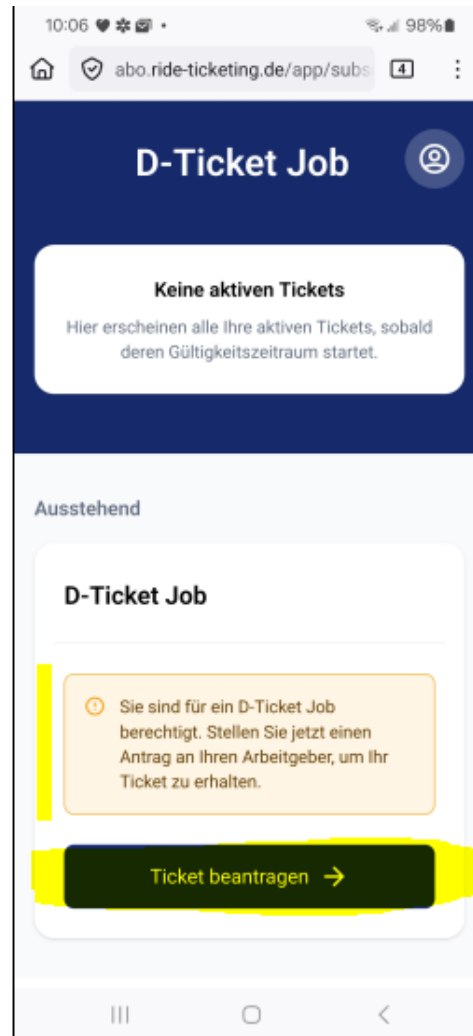 10:06
98%
abo.ride-ticketing.de/app/subs
4
D-Ticket Job
Keine aktiven Tickets
Hier erscheinen alle Ihre aktiven Tickets, sobald
deren Gültigkeitszeitraum startet.
Ausstehend
D-Ticket Job
Sie sind für ein D-Ticket Job
berechtigt. Stellen Sie jetzt einen
Antrag an Ihren Arbeitgeber, um Ihr
Ticket zu erhalten.
Ticket beantragen →